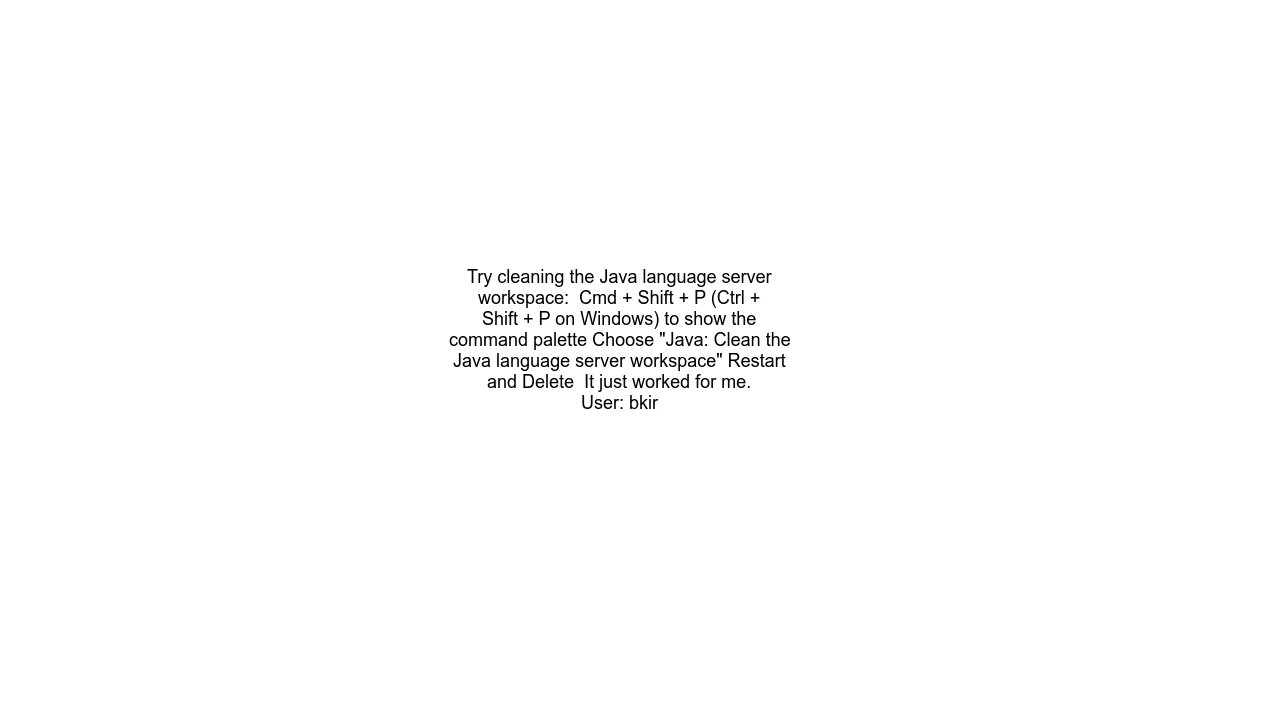 Try cleaning the Java language server
workspace:  Cmd + Shift + P (Ctrl +
Shift + P on Windows) to show the
command palette Choose "Java: Clean the
Java language server workspace" Restart
and Delete  It just worked for me.
User: bkir